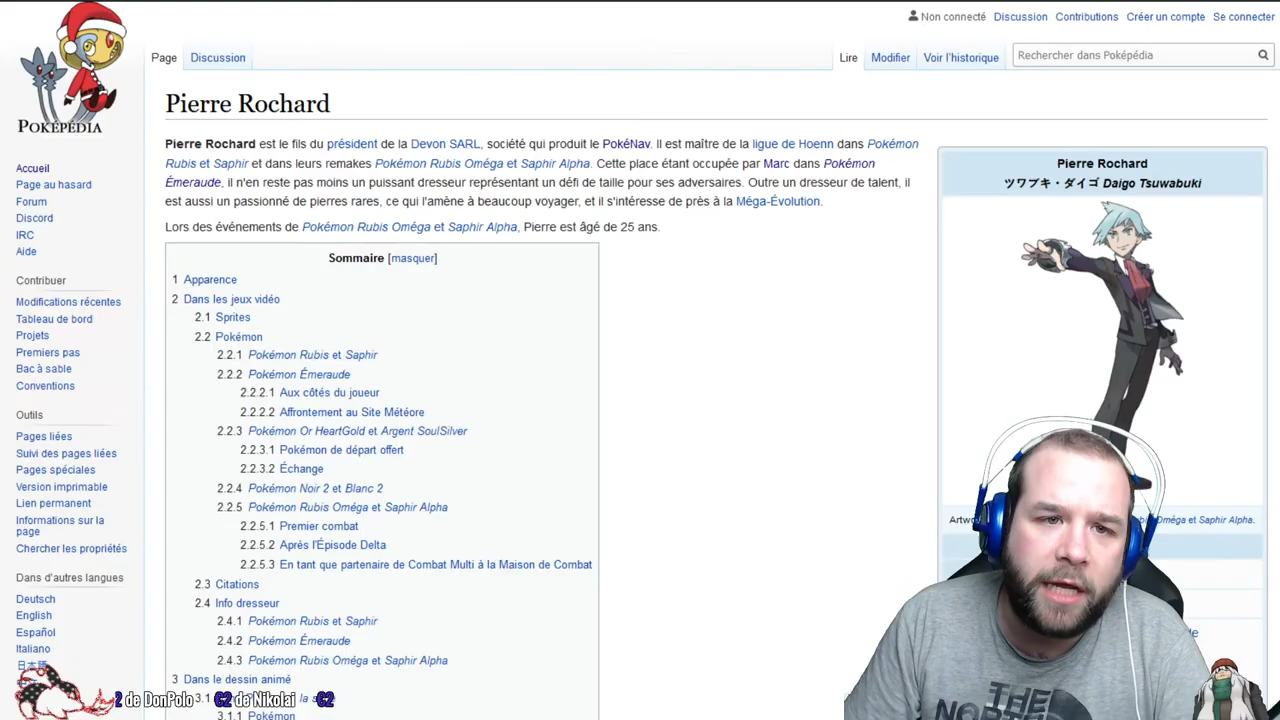 Non connecté Discussion Contributions Créer un compte Se connecter
Page Discussion Lire Modifier Voir l'historique Rechercher dans Poképédia
POKÉPÉDIA
Accueil
Page au hasard
Forum
Discord
IRC
Aide
Contribuer
Modifications récentes
Tableau de bord
Projets
Premiers pas
Bac à sable
Conventions
Outils
Pages liées
Suivi des pages liées
Pages spéciales
Version imprimable
Lien permanent
Informations sur la
page
Chercher les propriétés
Dans d'autres langues
Deutsch
English
Español
Italiano
日本語
Pierre Rochard
Pierre Rochard est le fils du président de la Devon SARL, société qui produit le PokéNav. Il est maître de la ligue de Hoenn dans Pokémon
Rubis et Saphir et dans leurs remakes Pokémon Rubis Oméga et Saphir Alpha. Cette place étant occupée par Marc dans Pokémon
Émeraude, il n'en reste pas moins un puissant dresseur représentant un défi de taille pour ses adversaires. Outre un dresseur de talent, il
est aussi un passionné de pierres rares, ce qui l'amène à beaucoup voyager, et il s'intéresse de près à la Méga-Évolution.
Lors des événements de Pokémon Rubis Oméga et Saphir Alpha, Pierre est âgé de 25 ans.
Sommaire [masquer]
1 Apparence
2 Dans les jeux vidéo
2.1 Sprites
2.2 Pokémon
2.2.1 Pokémon Rubis et Saphir
2.2.2 Pokémon Émeraude
2.2.2.1 Aux côtés du joueur
2.2.2.2 Affrontement au Site Météore
2.2.3 Pokémon Or HeartGold et Argent SoulSilver
2.2.3.1 Pokémon de départ offert
2.2.3.2 Échange
2.2.4 Pokémon Noir 2 et Blanc 2
2.2.5 Pokémon Rubis Oméga et Saphir Alpha
2.2.5.1 Premier combat
2.2.5.2 Après l'Épisode Delta
2.2.5.3 En tant que partenaire de Combat Multi à la Maison de Combat
2.3 Citations
2.4 Info dresseur
2.4.1 Pokémon Rubis et Saphir
2.4.2 Pokémon Émeraude
2.4.3 Pokémon Rubis Oméga et Saphir Alpha
3 Dans le dessin animé
3.1 la s
3.1.1 Pokémon
Pierre Rochard
ツワブキ・ダイゴ Daigo Tsuwabuki
Artw Oméga et Saphir Alpha.
de
2 de DonPolo G2 de Nikolai G2
THE
NORTH